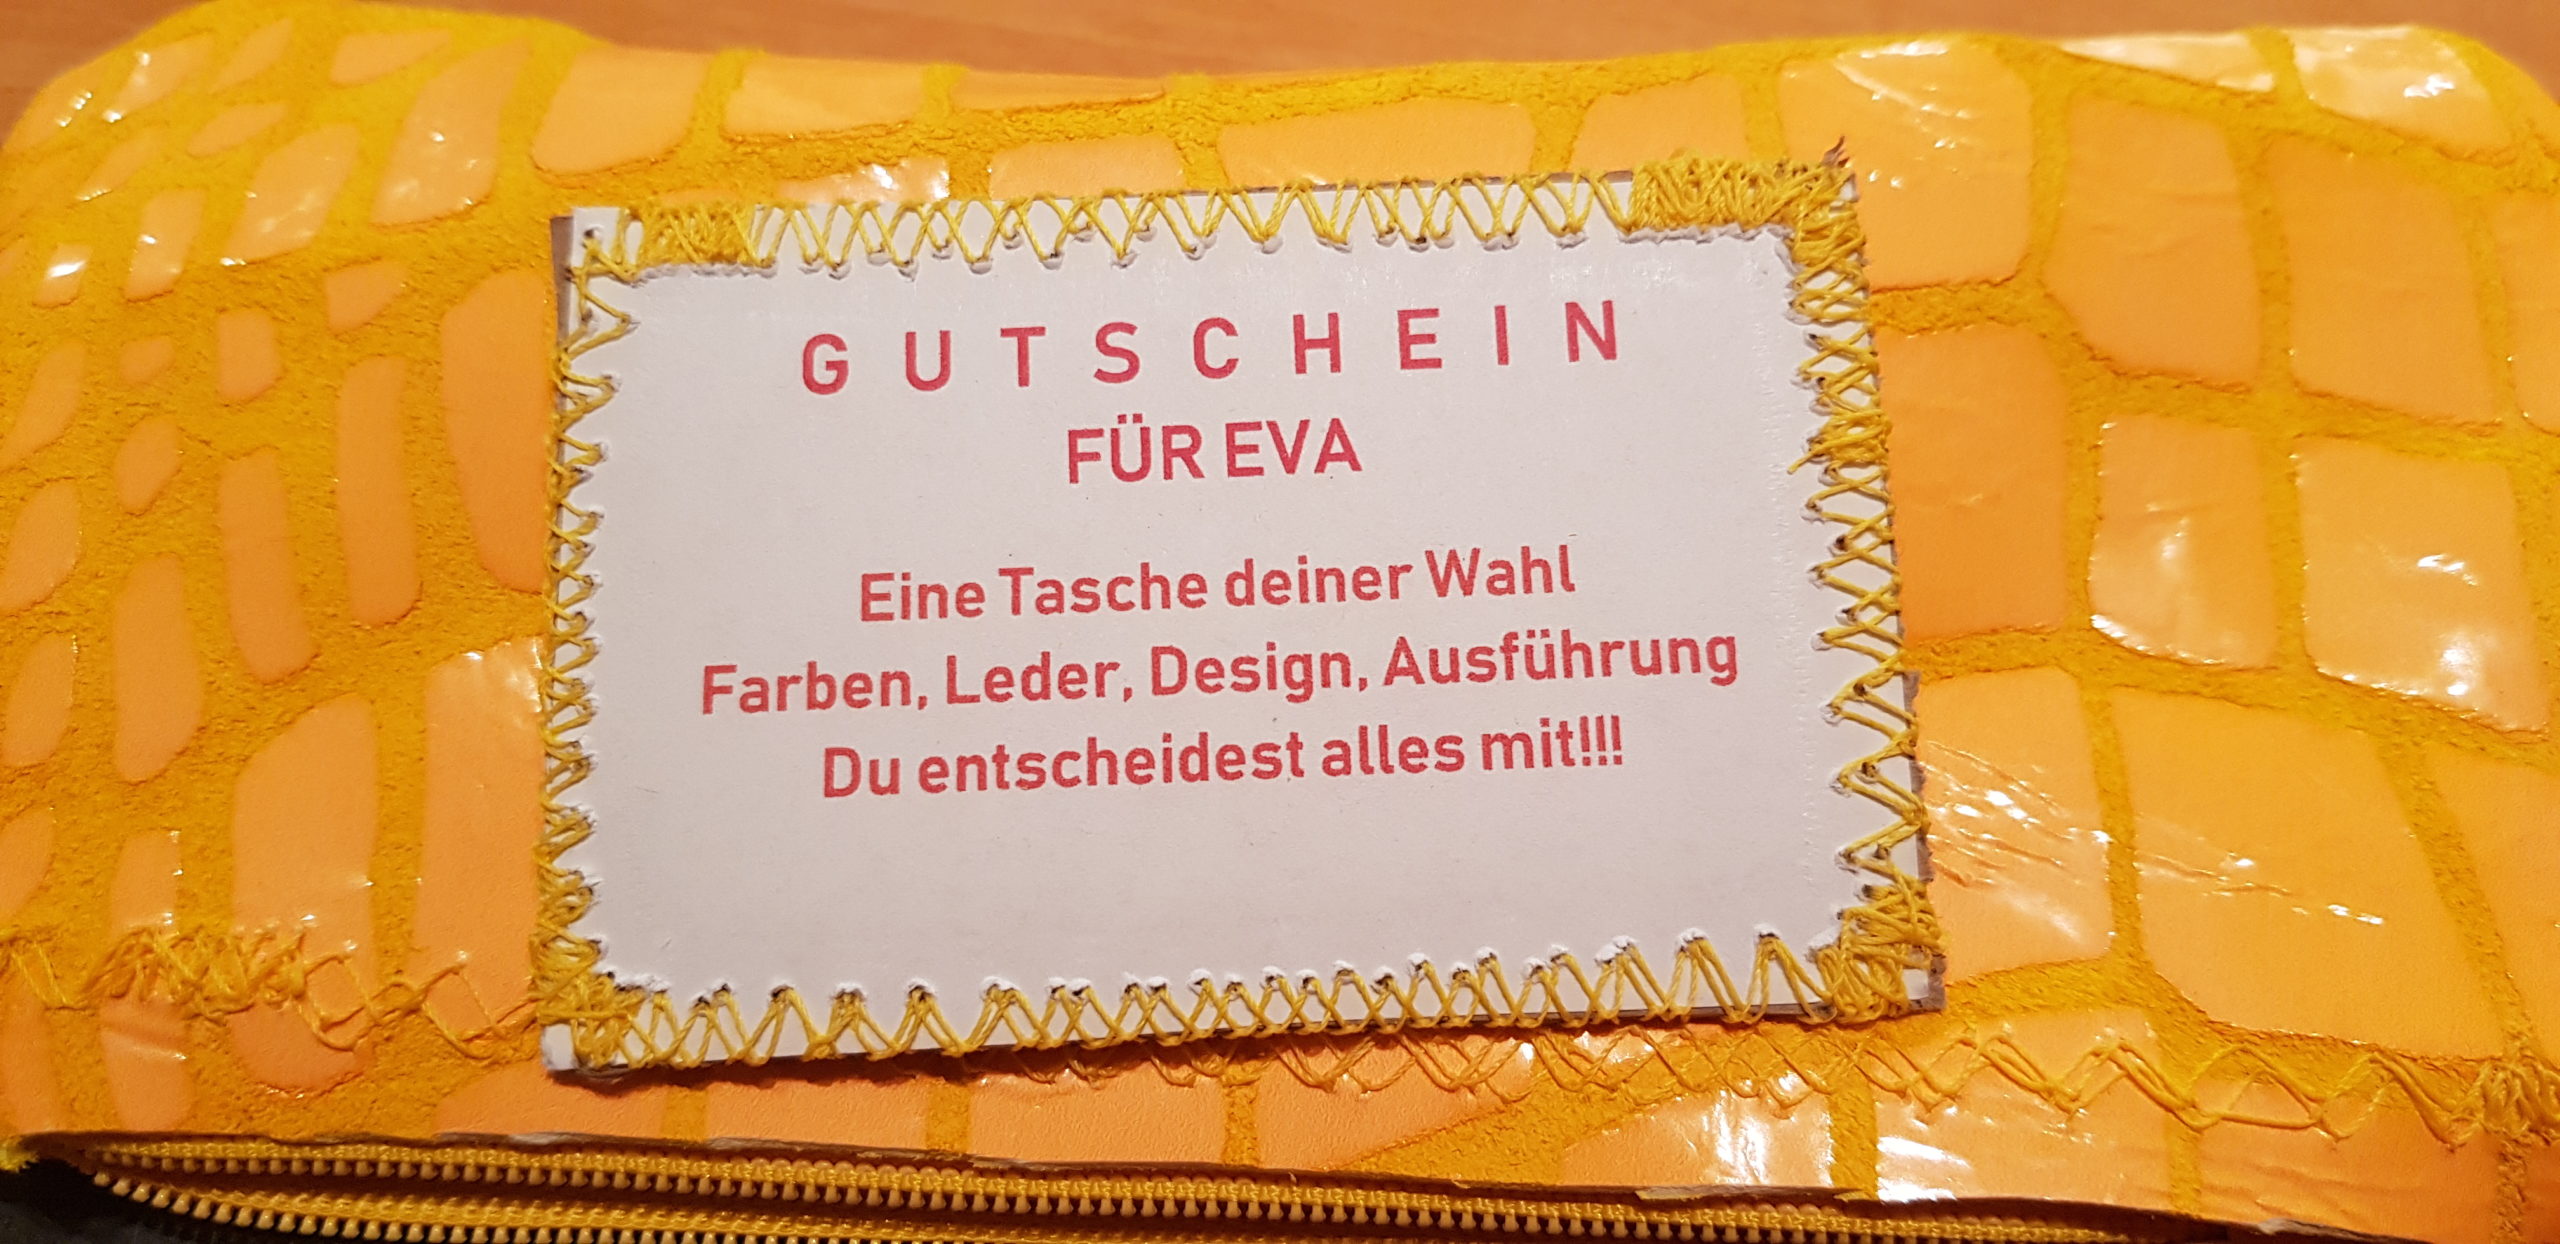 GUTSCHEIN
FÜR EVA
Eine Tasche deiner Wahl
Farben, Leder, Design, Ausführung
Du entscheidest alles mit!!!